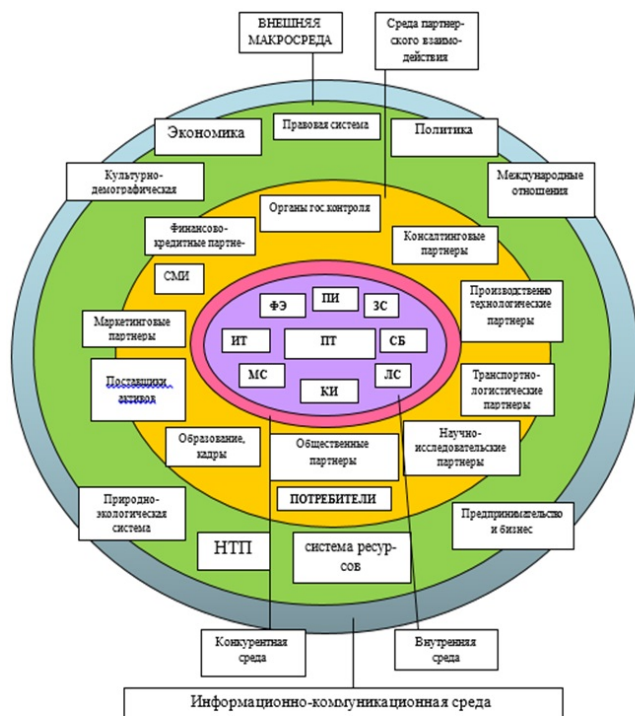 ВНЕШНЯЯ
МАКРОСРЕДА
Среда партнер-
ского взаимо-
действия
Экономика
Правовая система
Политика
Культурно-
демографическая
Международные
отношения
Органы гос.контроля
Финансово-
кредитные партне-
Консалтинговые
партнеры
СМИ
ФЭ
ПИ
ЗС
Производственно
технологические
партнеры
Маркетинговые
партнеры
ИТ
ПТ
СБ
Поставщики
активов
МС
КИ
ЛС
Транспортно-
логистические
партнеры
Образование,
кадры
Общественные
партнеры
Научно-
исследовательские
партнеры
ПОТРЕБИТЕЛИ
Природно-
экологическая
система
Предпринимательство
и бизнес
НТП
система ресур-
сов
Конкурентная
среда
Внутренняя
среда
Информационно-коммуникационная среда